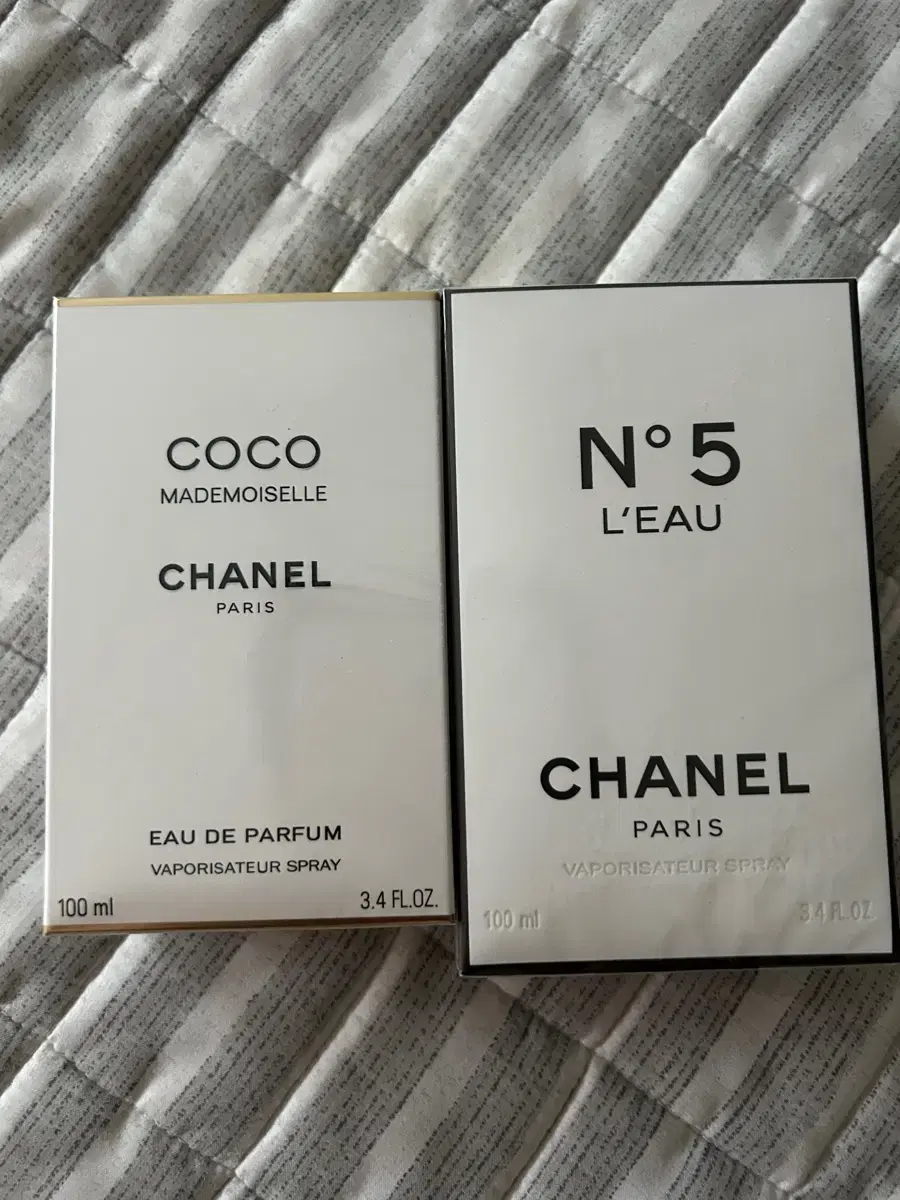 COCO
MADEMOISELLE
CHANEL
PARIS
EAU DE PARFUM
VAPORISATEUR SPRAY
100 ml
3.4 FL.OZ.
N° 5
L'EAU
CHANEL
PARIS
VAPORISATEUR SPRAY
100 ml
3.4 FL.OZ.